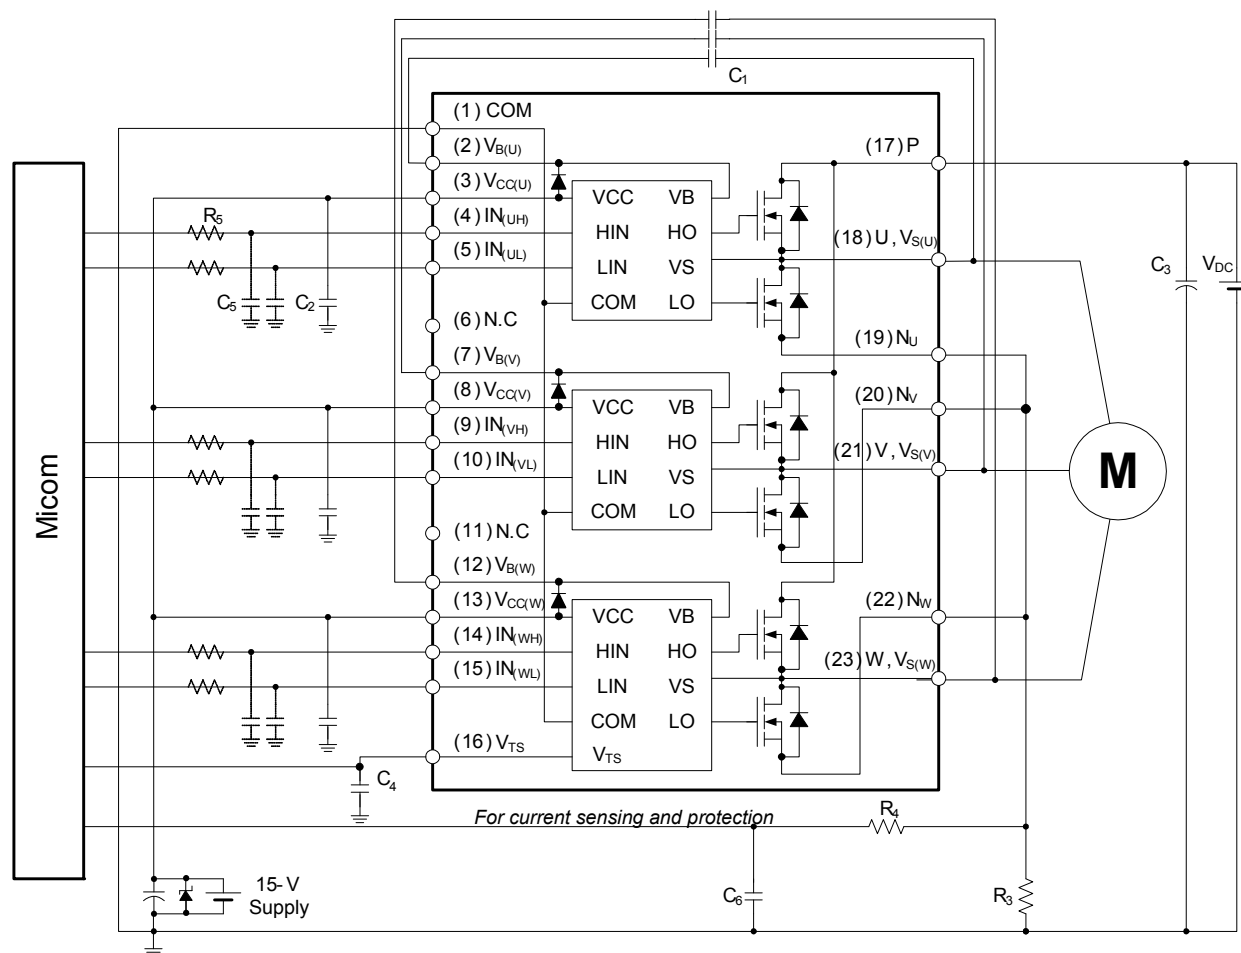 C1
(1) COM
(2) VB(U)
(3) VCC(U)
(4) IN(UH)
(5) IN(UL)
(6) N.C
(7) VB(V)
(8) VCC(V)
(9) IN(VH)
(10) IN(VL)
(11) N.C
(12) VB(W)
(13) VCC(W)
(14) IN(WH)
(15) IN(WL)
(16) VTS
VCC VB
HIN HO
LIN VS
COM LO
VCC VB
HIN HO
LIN VS
COM LO
VCC VB
HIN HO
LIN VS
COM LO
VTS
(17) P
(18) U , VS(U)
(19) NU
(20) NV
(21) V , VS(V)
(22) NW
(23) W , VS(W)
Micom
R5
C5
C2
C4
C3
VDC
M
For current sensing and protection
R4
R3
C6
15-V
Supply